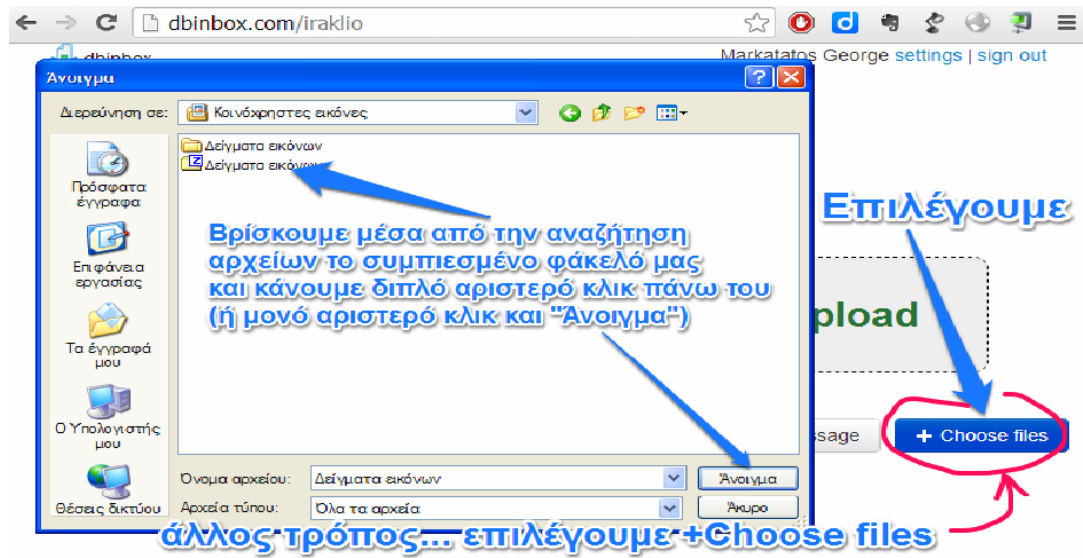 dbinbox.com/iraklio
dbinbox
Markatatos George settings | sign out
Άνοιγμα
Διερεύνηση σε:
Κοινόχρηστες εικόνες
Δείγματα εικόνων
Δείγματα εικόνων
Πρόσφατα
έγγραφα
Επιφάνεια
εργασίας
Τα έγγραφά
μου
Ο Υπολογιστής
μου
Θέσεις δικτύου
Βρίσκουμε μέσα από την αναζήτηση
αρχείων το συμπιεσμένο φάκελό μας
και κάνουμε διπλό αριστερό κλικ πάνω του
(ή μονό αριστερό κλικ και "Άνοιγμα")
Επιλέγουμε
pload
ssage
+ Choose files
Όνομα αρχείου:
Δείγματα εικόνων
Άνοιγμα
Αρχεία τύπου:
Όλα τα αρχεία
Άκυρο
άλλος τρόπος... επιλέγουμε +Choose files